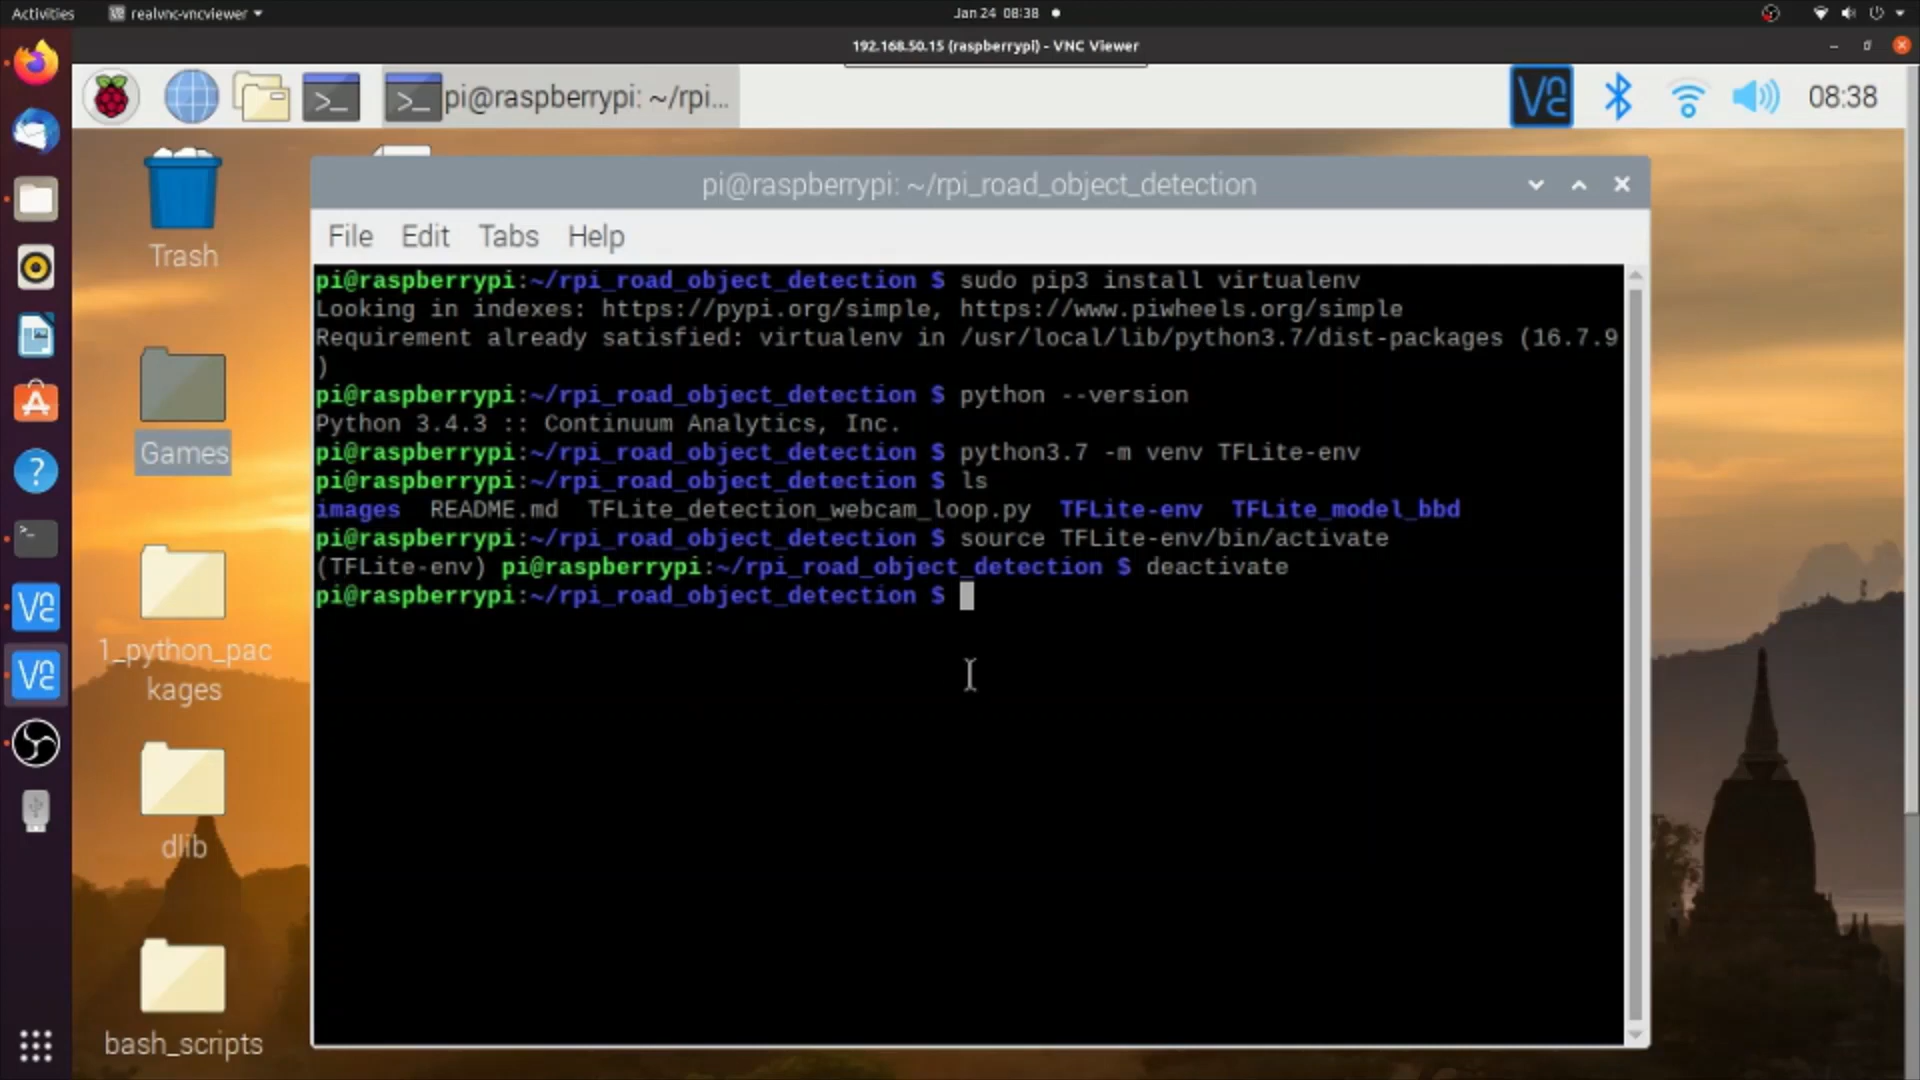 Activities realvnc-vncviewer Jan 24 08:38
192.168.50.15 (raspberrypi) - VNC Viewer
pi@raspberrypi: ~/rpi... 08:38
pi@raspberrypi: ~/rpi_road_object_detection
File Edit Tabs Help
pi@raspberrypi:~/rpi_road_object_detection $ sudo pip3 install virtualenv
Looking in indexes: https://pypi.org/simple, https://www.piwheels.org/simple
Requirement already satisfied: virtualenv in /usr/local/lib/python3.7/dist-packages (16.7.9
)
pi@raspberrypi:~/rpi_road_object_detection $ python --version
Python 3.4.3 :: Continuum Analytics, Inc.
pi@raspberrypi:~/rpi_road_object_detection $ python3.7 -m venv TFLite-env
pi@raspberrypi:~/rpi_road_object_detection $ ls
images README.md TFLite_detection_webcam_loop.py TFLite-env TFLite_model_bbd
pi@raspberrypi:~/rpi_road_object_detection $ source TFLite-env/bin/activate
(TFLite-env) pi@raspberrypi:~/rpi_road_object_detection $ deactivate
pi@raspberrypi:~/rpi_road_object_detection $
Trash
Games
1_python_pac
kages
dlib
bash_scripts